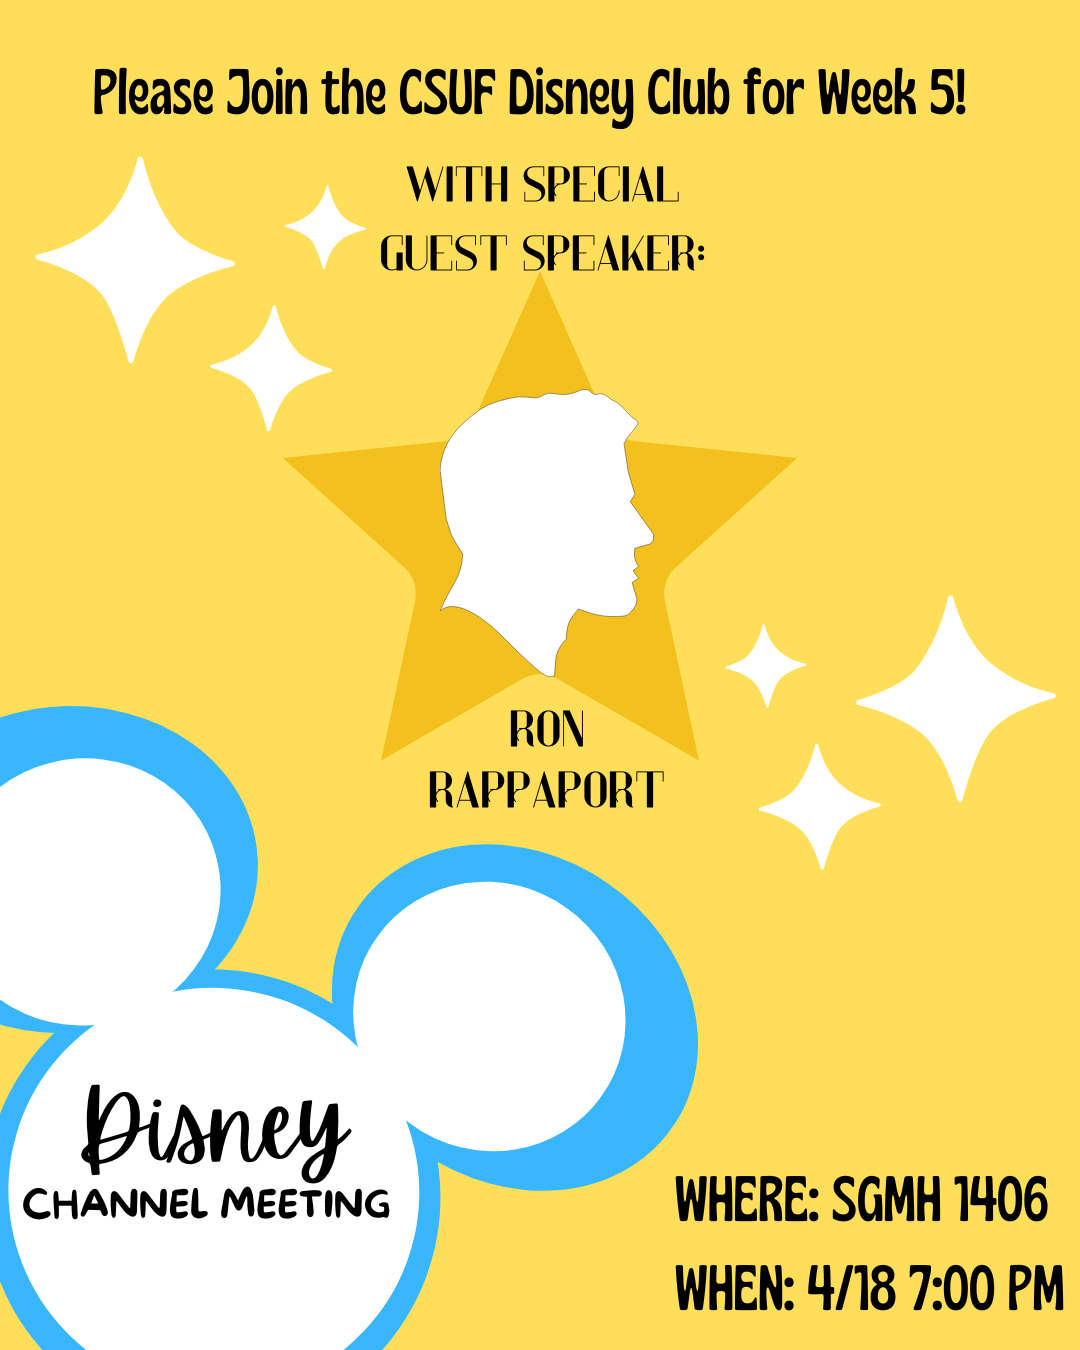 Please Join the CSUF Disney Club for Week 5!
WITH SPECIAL
GUEST SPEAKER:
RON
RAPPAPORT
Disney
CHANNEL MEETING
WHERE: SGMH 1406
WHEN: 4/18 7:00 PM